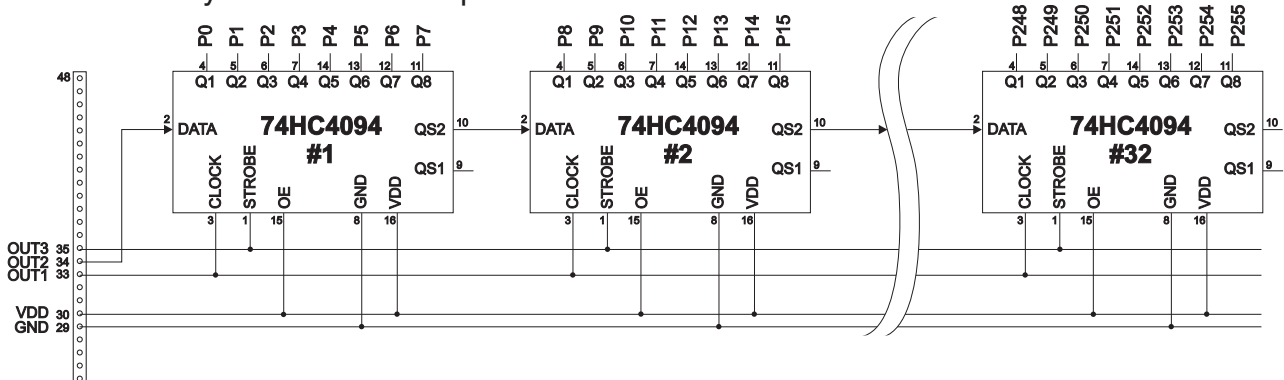 P0 P1 P2 P3 P4 P5 P6 P7 P8 P9 P10 P11 P12 P13 P14 P15 P248 P249 P250 P251 P252 P253 P254 P255
4 5 6 7 14 13 12 11 4 5 6 7 14 13 12 11 4 5 6 7 14 13 12 11
48 Q1 Q2 Q3 Q4 Q5 Q6 Q7 Q8 Q1 Q2 Q3 Q4 Q5 Q6 Q7 Q8 Q1 Q2 Q3 Q4 Q5 Q6 Q7 Q8
2 DATA 74HC4094 QS2 10 2 DATA 74HC4094 QS2 10 2 DATA 74HC4094 QS2 10
#1 #2 #32
QS1 9 QS1 9 QS1 9
CLOCK STROBE OE GND VDD CLOCK STROBE OE GND VDD CLOCK STROBE OE GND VDD
3 1 15 8 16 3 1 15 8 16 3 1 15 8 16
OUT3 35
OUT2 34
OUT1 33
VDD 30
GND 29